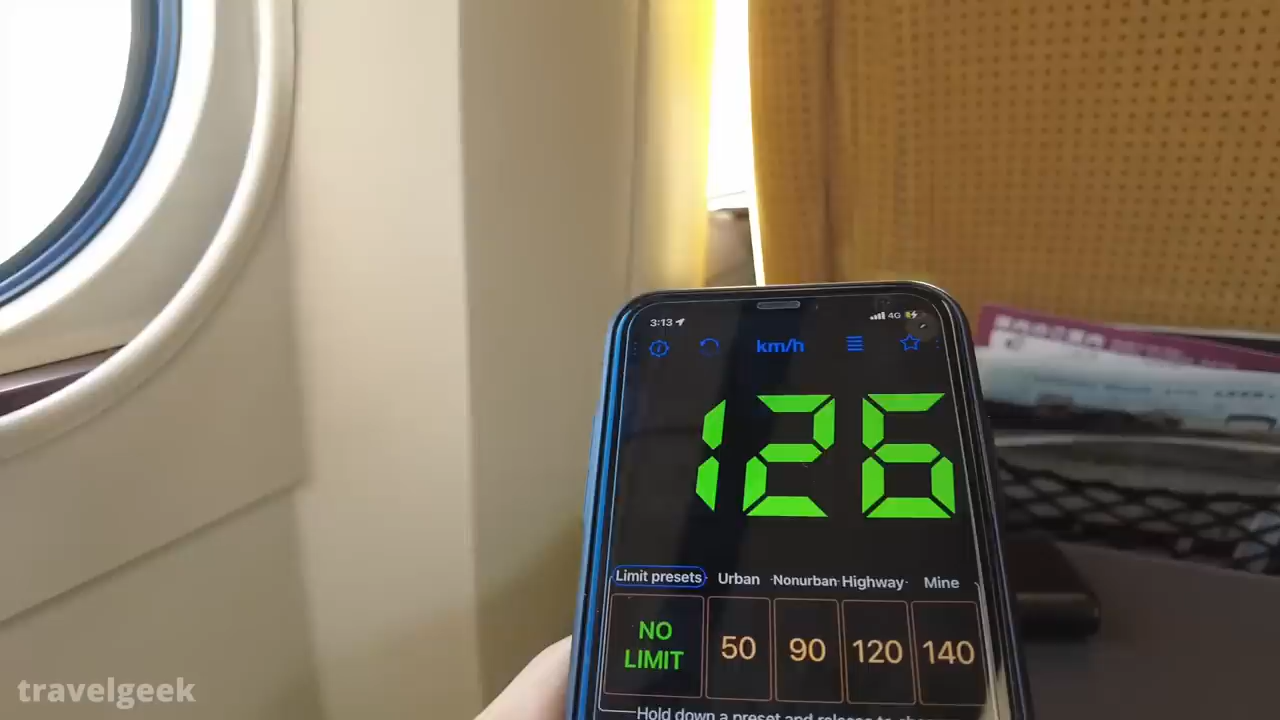 3:13
4G
km/h
126
Limit presets Urban Nonurban Highway Mine
NO LIMIT 50 90 120 140
Hold down a preset and release to
travelgeek